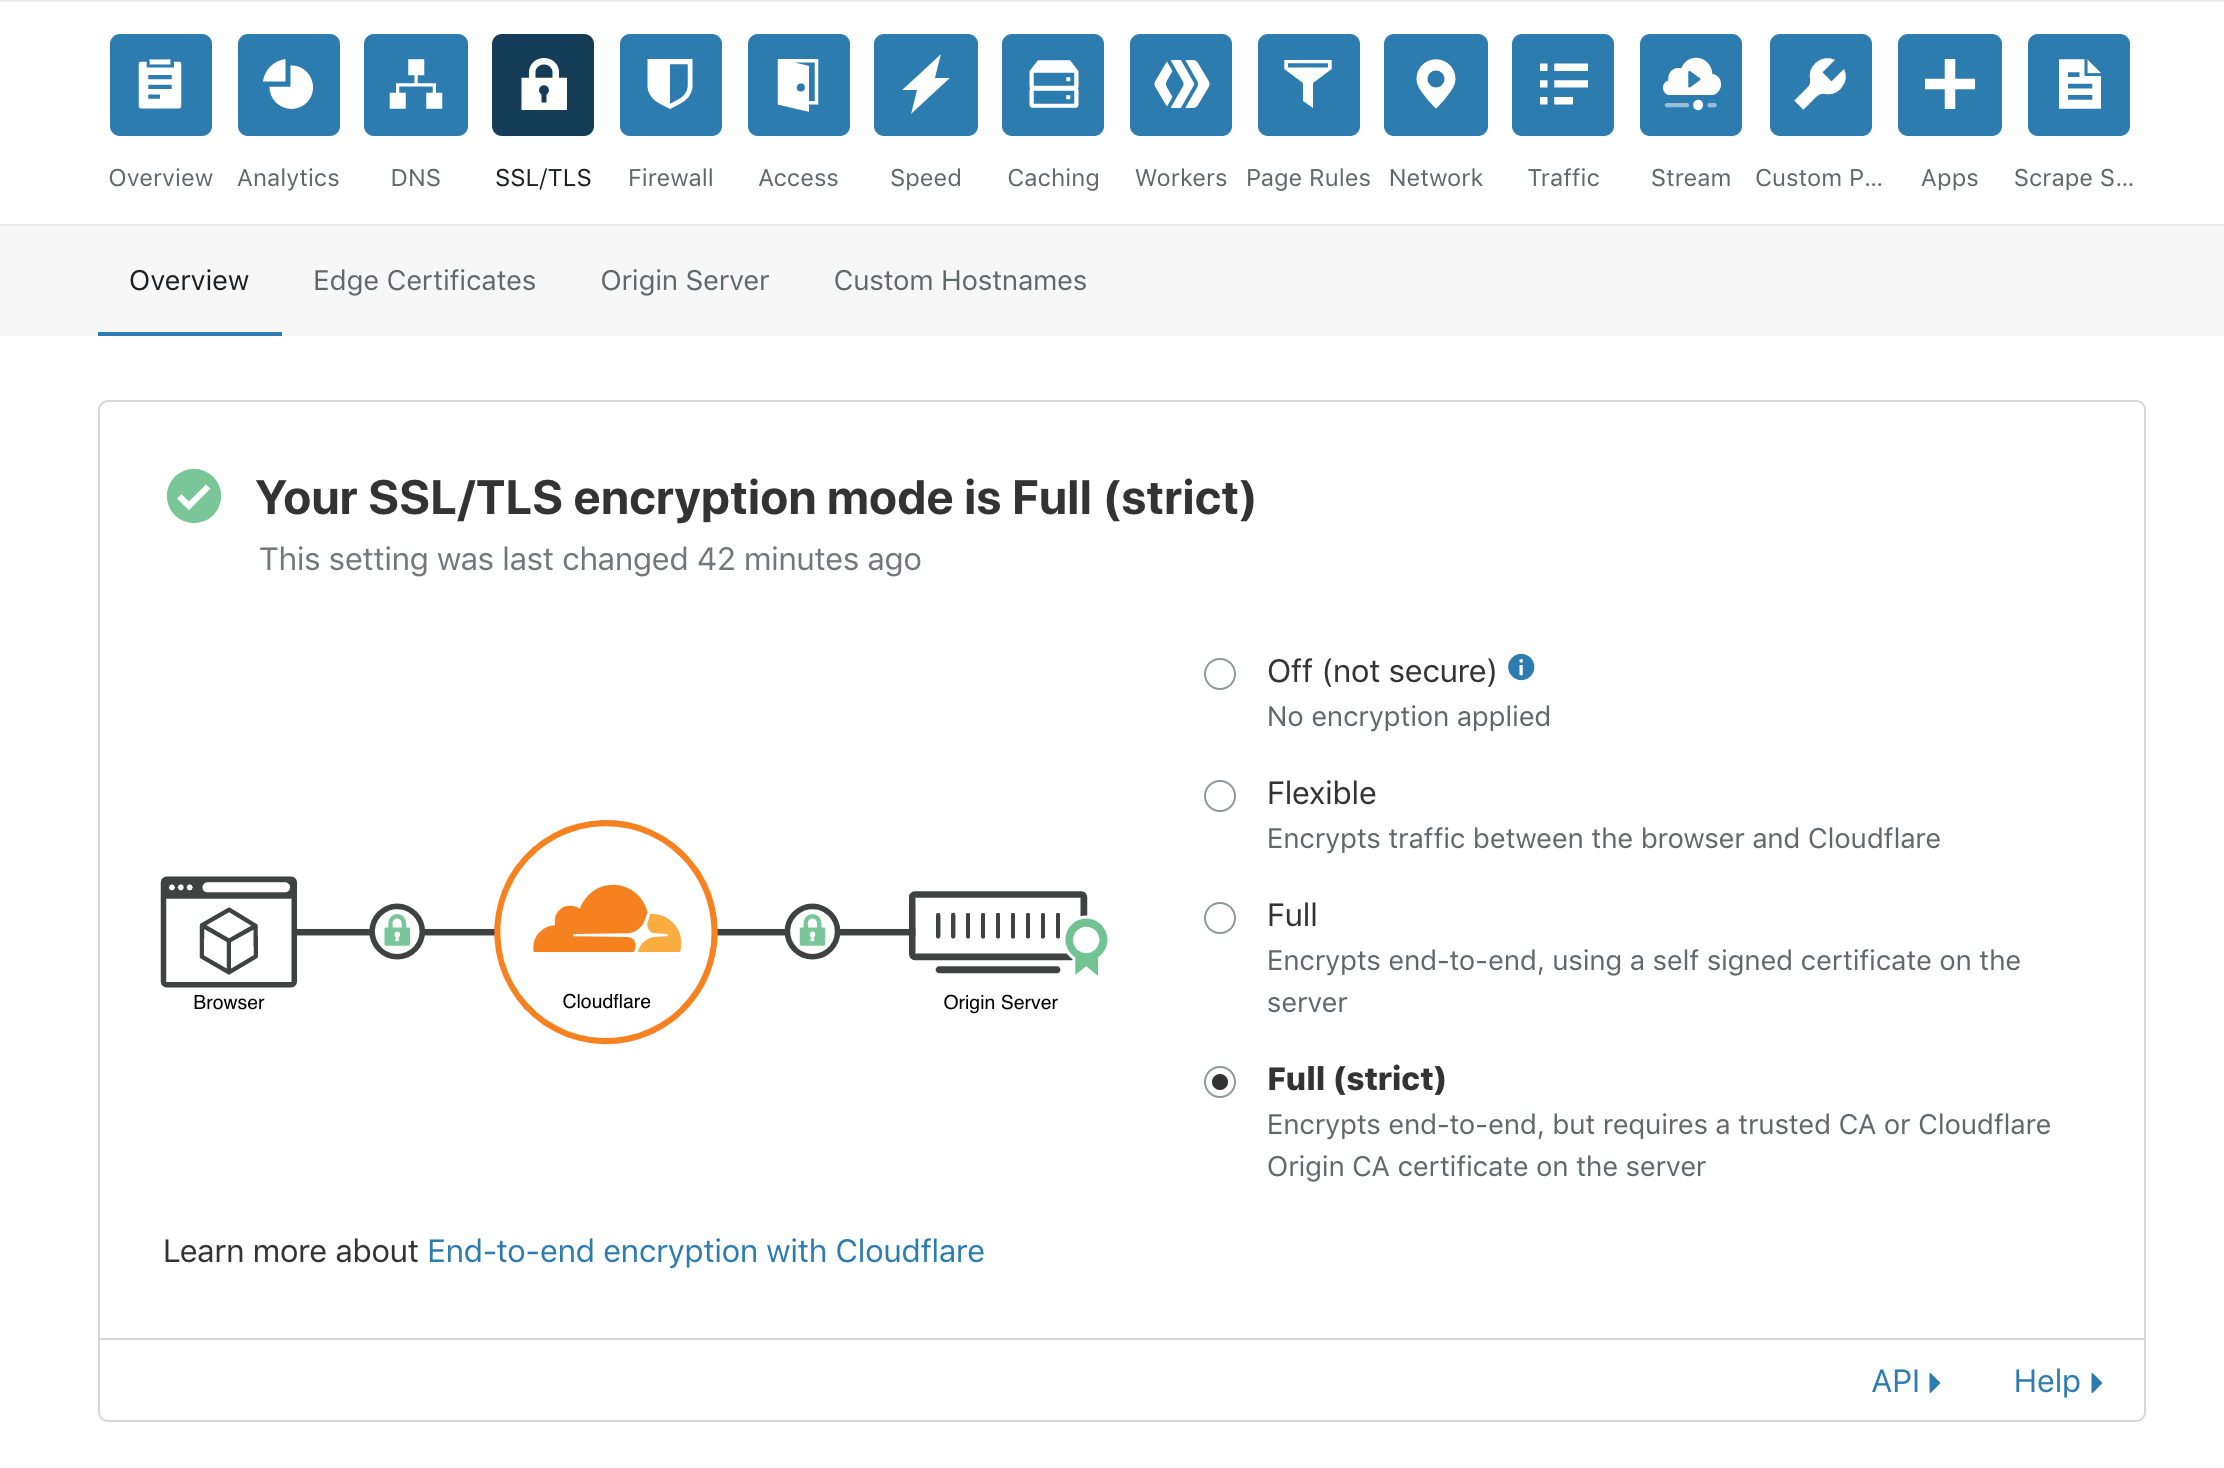 Overview Analytics DNS SSL/TLS Firewall Access Speed Caching Workers Page Rules Network Traffic Stream Custom P... Apps Scrape S...
Overview Edge Certificates Origin Server Custom Hostnames
Your SSL/TLS encryption mode is Full (strict)
This setting was last changed 42 minutes ago
Browser
Cloudflare
Origin Server
Off (not secure)
No encryption applied
Flexible
Encrypts traffic between the browser and Cloudflare
Full
Encrypts end-to-end, using a self signed certificate on the
server
Full (strict)
Encrypts end-to-end, but requires a trusted CA or Cloudflare
Origin CA certificate on the server
Learn more about End-to-end encryption with Cloudflare
API Help